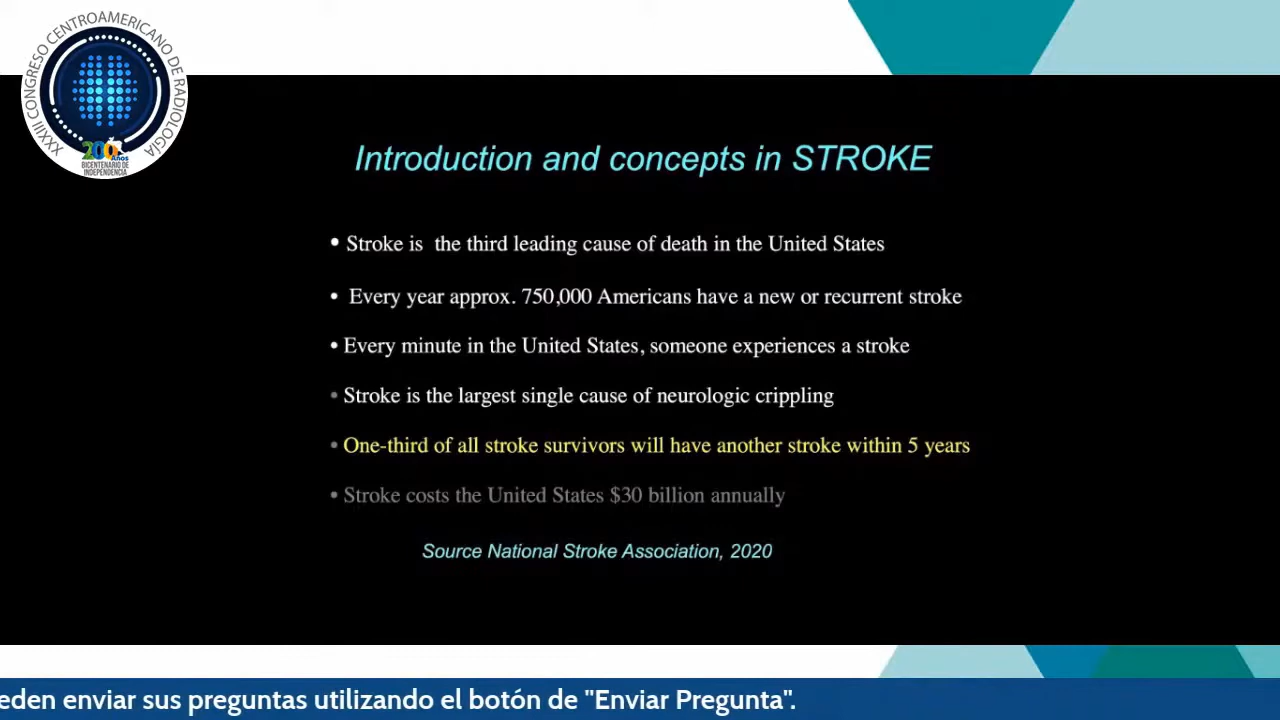 XXXIII CONGRESO CENTROAMERICANO DE RADIOLOGÍA
200 Años
BICENTENARIO DE
INDEPENDENCIA
Introduction and concepts in STROKE
• Stroke is the third leading cause of death in the United States
• Every year approx. 750,000 Americans have a new or recurrent stroke
• Every minute in the United States, someone experiences a stroke
• Stroke is the largest single cause of neurologic crippling
• One-third of all stroke survivors will have another stroke within 5 years
• Stroke costs the United States $30 billion annually
Source National Stroke Association, 2020
eden enviar sus preguntas utilizando el botón de "Enviar Pregunta".